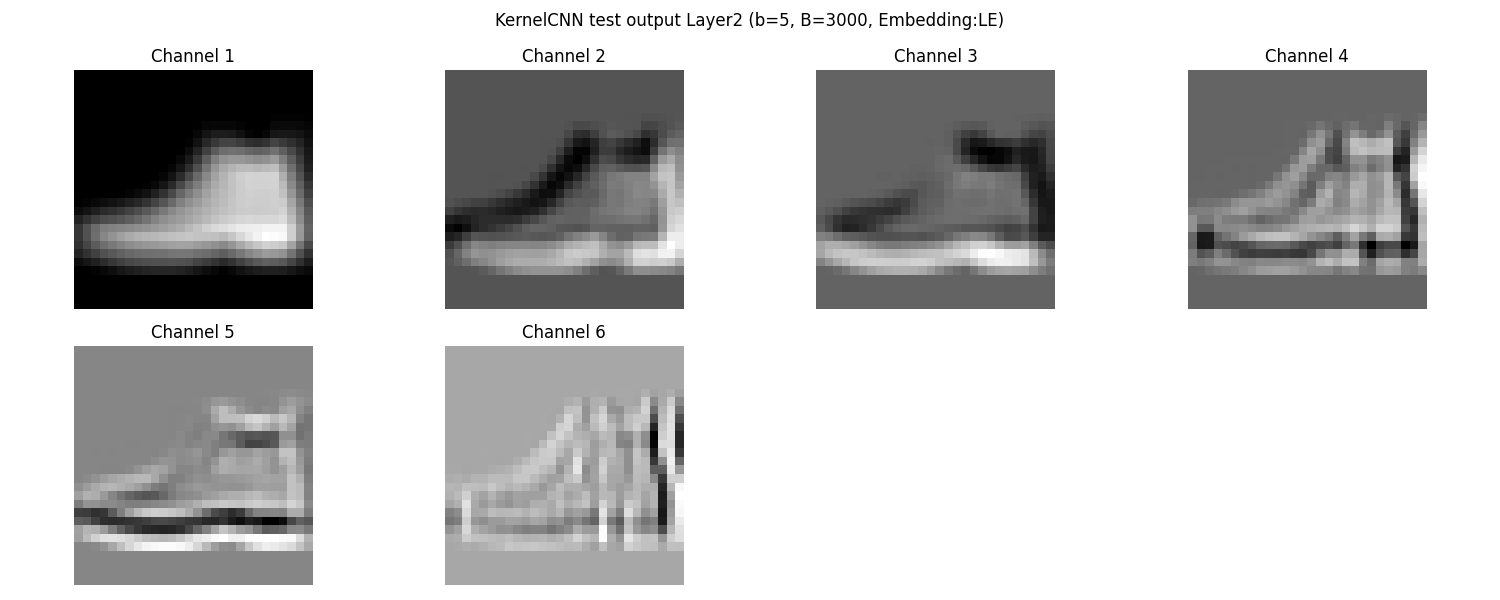 KernelCNN test output Layer2 (b=5, B=3000, Embedding:LE)
Channel 1
Channel 2
Channel 3
Channel 4
Channel 5
Channel 6